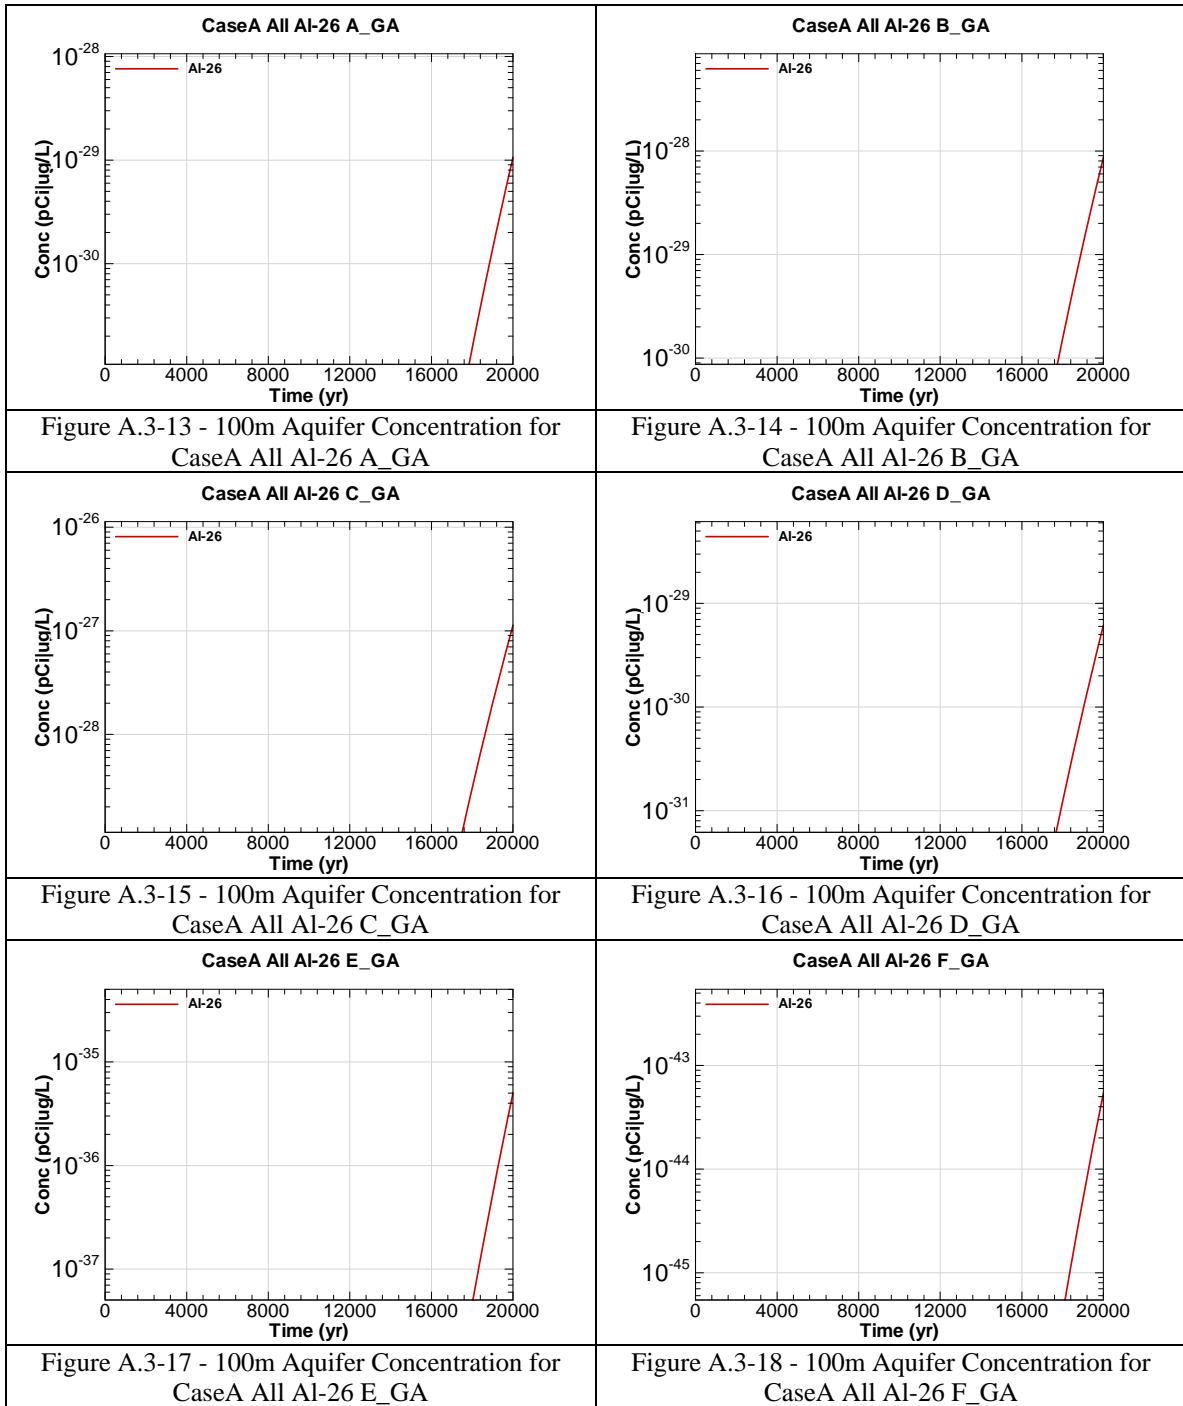 CaseA All Al-26 A_GA
Al-26
Conc (pCi|ug/L)
10-28
10-29
10-30
0 4000 8000 12000 16000 20000
Time (yr)
Figure A.3-13 - 100m Aquifer Concentration for
CaseA All Al-26 A_GA
CaseA All Al-26 B_GA
Al-26
Conc (pCi|ug/L)
10-28
10-29
10-30
0 4000 8000 12000 16000 20000
Time (yr)
Figure A.3-14 - 100m Aquifer Concentration for
CaseA All Al-26 B_GA
CaseA All Al-26 C_GA
Al-26
Conc (pCi|ug/L)
10-26
10-27
10-28
0 4000 8000 12000 16000 20000
Time (yr)
Figure A.3-15 - 100m Aquifer Concentration for
CaseA All Al-26 C_GA
CaseA All Al-26 D_GA
Al-26
Conc (pCi|ug/L)
10-29
10-30
10-31
0 4000 8000 12000 16000 20000
Time (yr)
Figure A.3-16 - 100m Aquifer Concentration for
CaseA All Al-26 D_GA
CaseA All Al-26 E_GA
Al-26
Conc (pCi|ug/L)
10-35
10-36
10-37
0 4000 8000 12000 16000 20000
Time (yr)
Figure A.3-17 - 100m Aquifer Concentration for
CaseA All Al-26 E_GA
CaseA All Al-26 F_GA
Al-26
Conc (pCi|ug/L)
10-43
10-44
10-45
0 4000 8000 12000 16000 20000
Time (yr)
Figure A.3-18 - 100m Aquifer Concentration for
CaseA All Al-26 F_GA